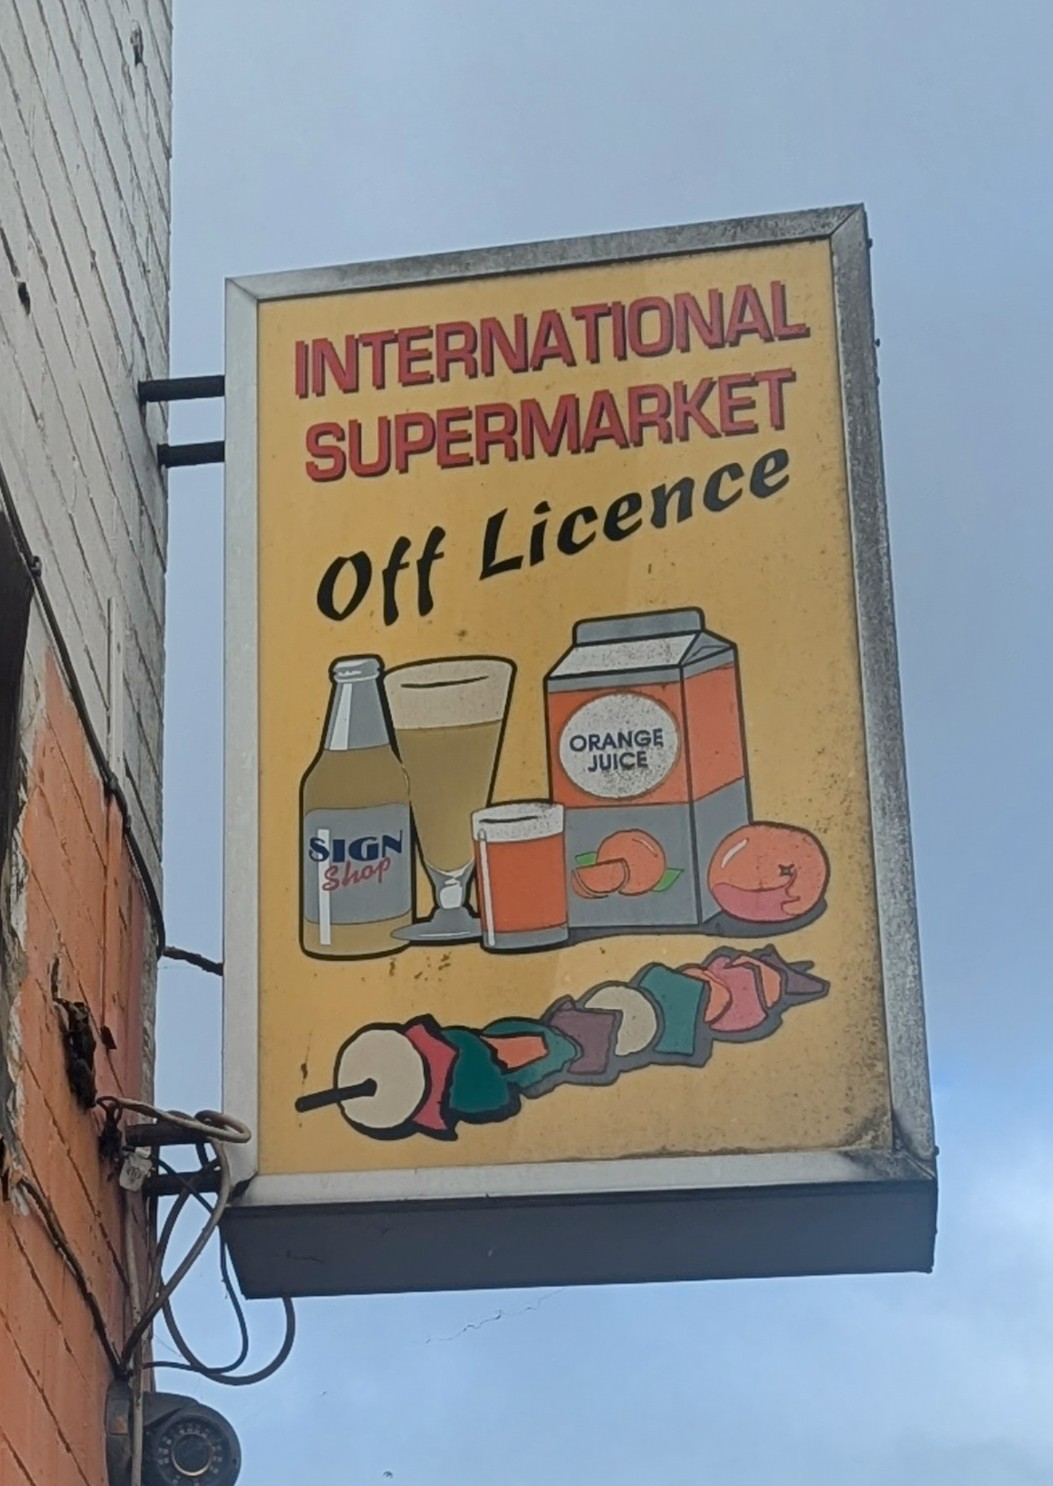 INTERNATIONAL
SUPERMARKET
Off Licence
ORANGE
JUICE
SIGN
Shop